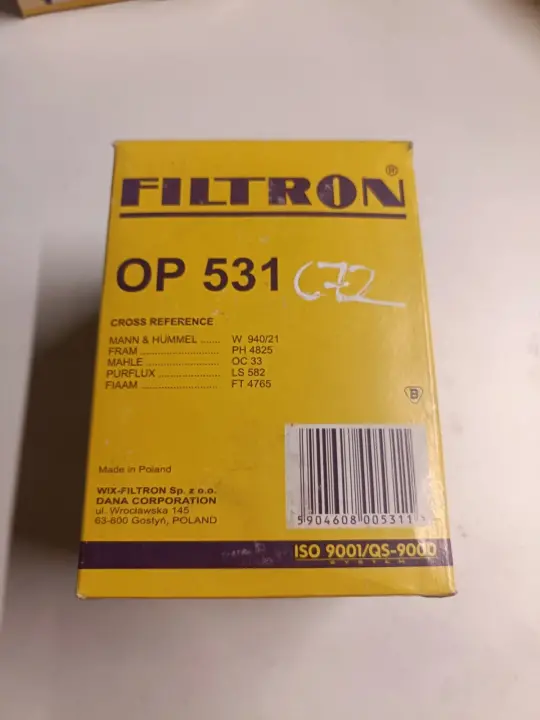 FILTRON®
OP 531 C72
CROSS REFERENCE
MANN & HUMMEL ...... W 940/21
FRAM ........................... PH 4825
MAHLE ......................... OC 33
PURFLUX ..................... LS 582
FIAAM .......................... FT 4765
B
Made in Poland
WIX-FILTRON Sp. z o.o.
DANA CORPORATION
ul. Wrocławska 145
63-800 Gostyń, POLAND
5904608005311
ISO 9001/QS-9000
SYSTEM